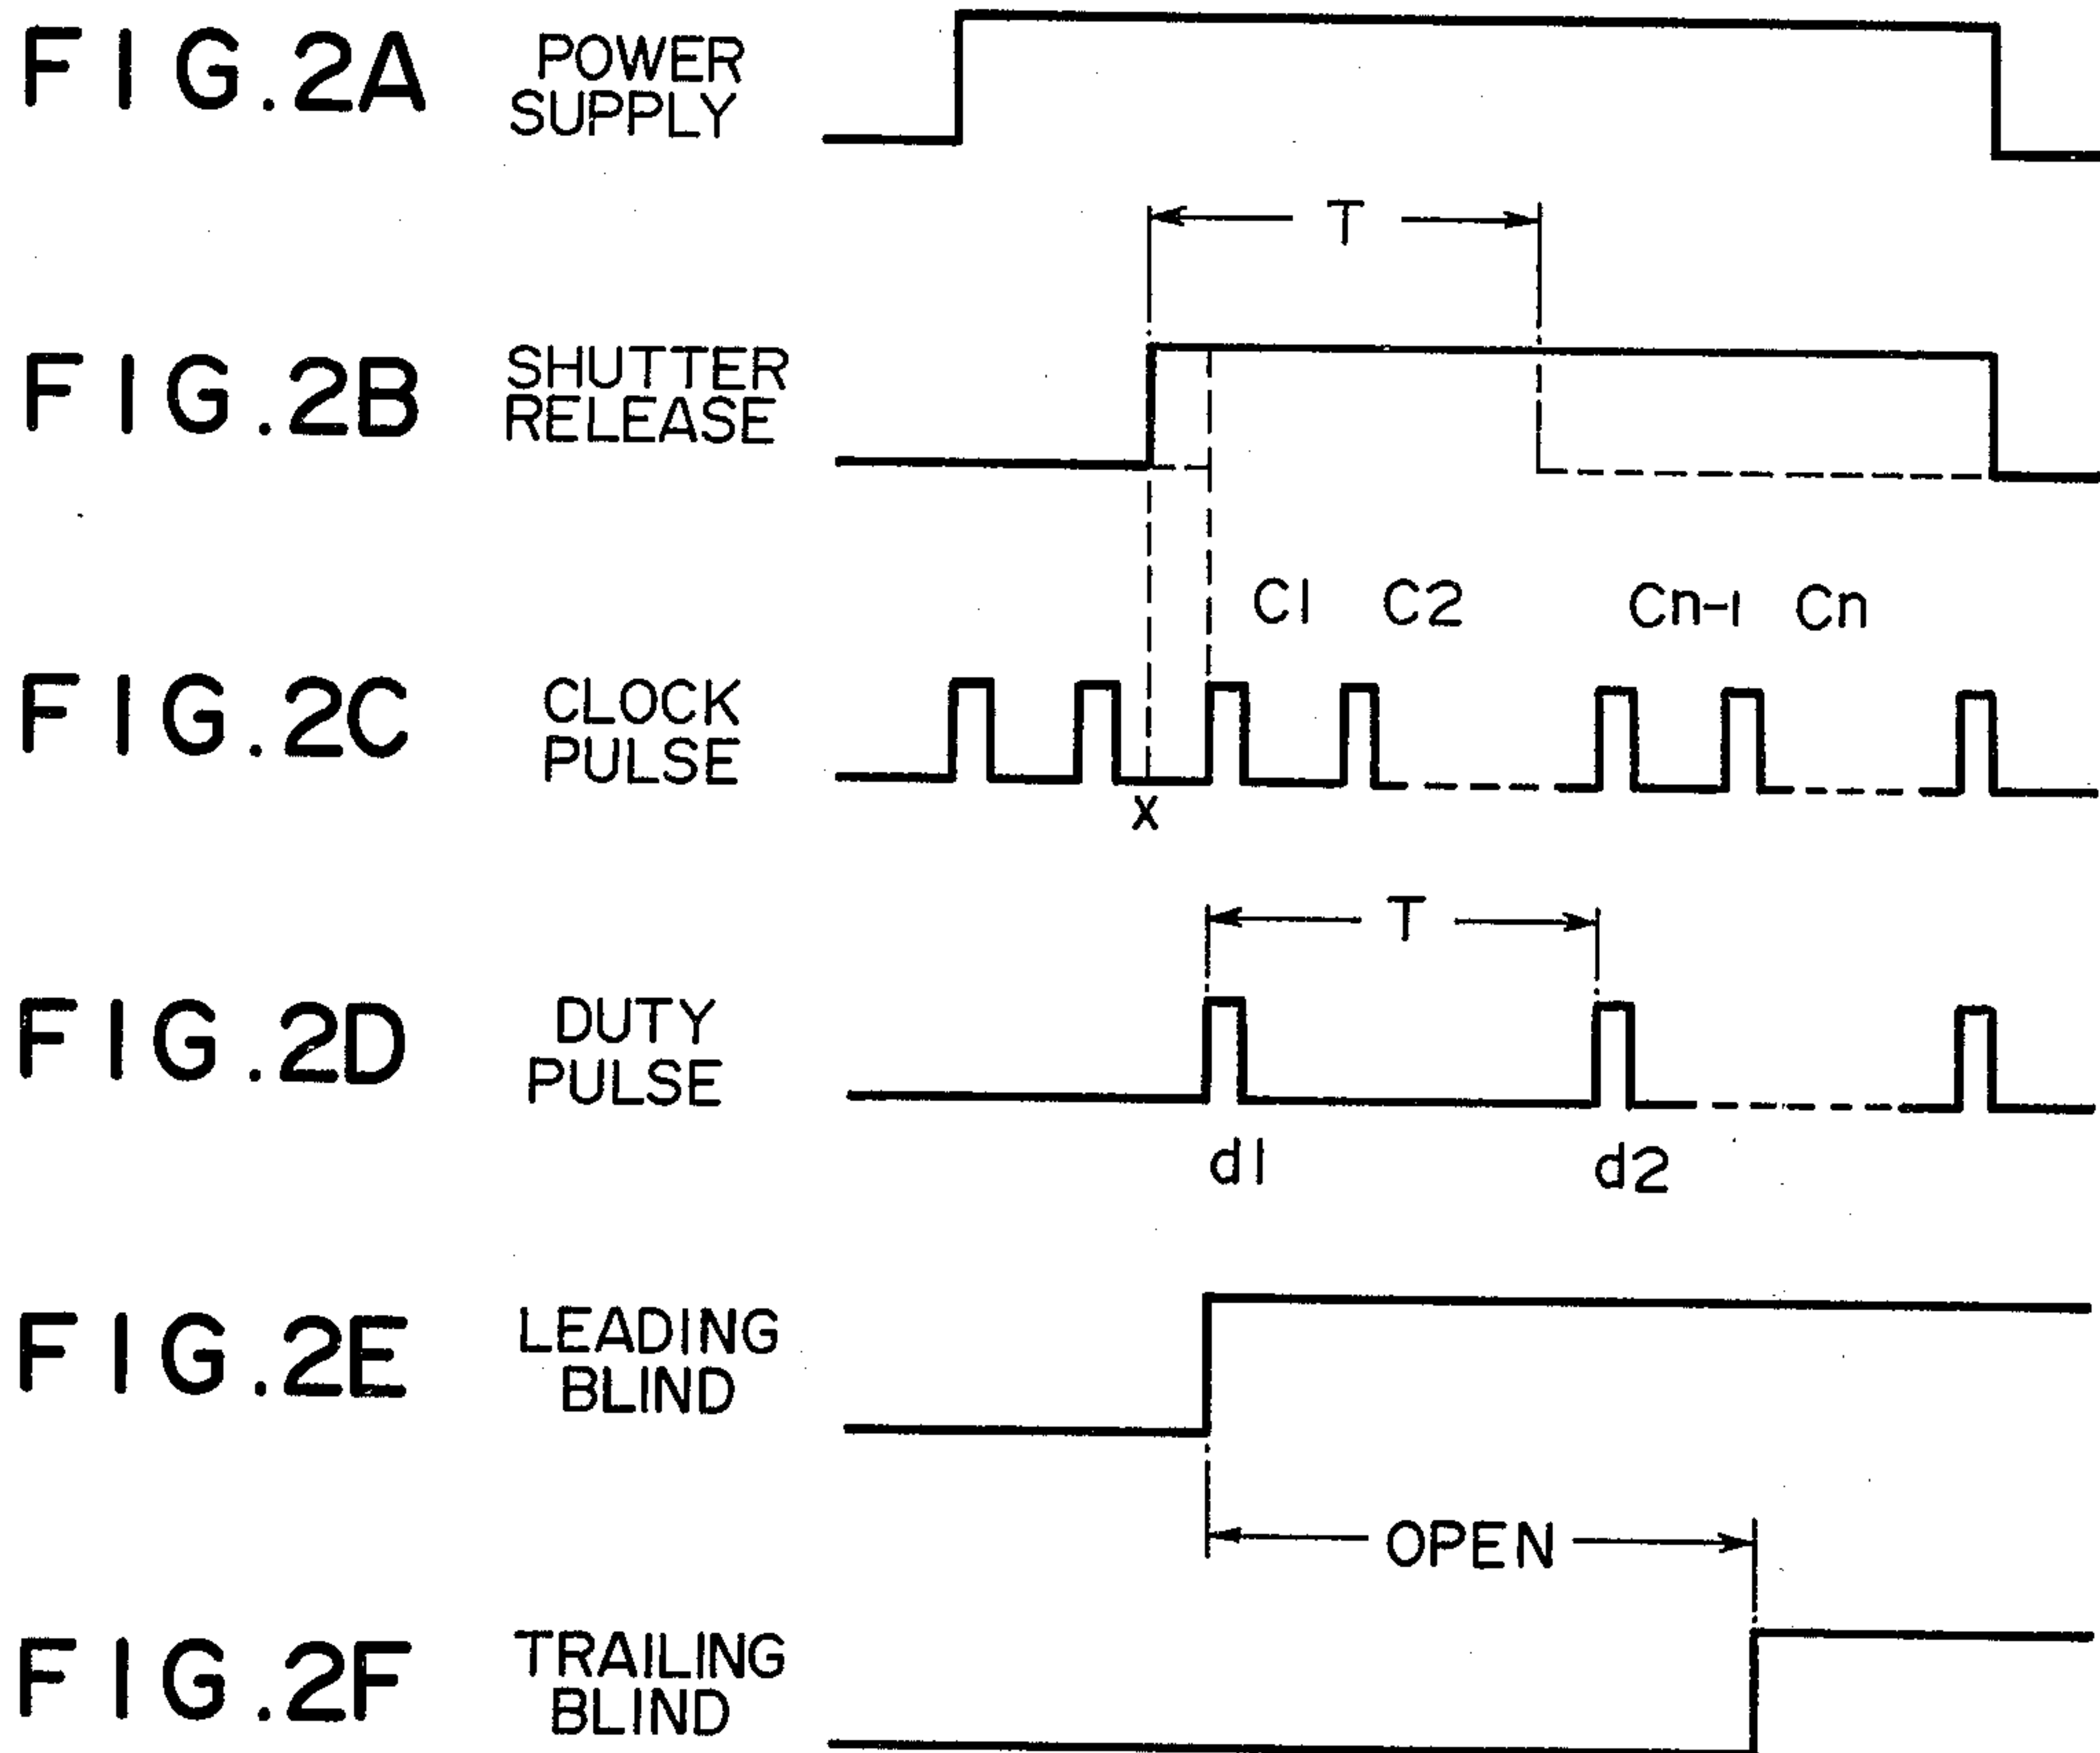 FIG.2A POWER SUPPLY
T
FIG.2B SHUTTER RELEASE
C1 C2 Cn-1 Cn
FIG.2C CLOCK PULSE
X
T
FIG.2D DUTY PULSE
d1 d2
FIG.2E LEADING BLIND
OPEN
FIG.2F TRAILING BLIND